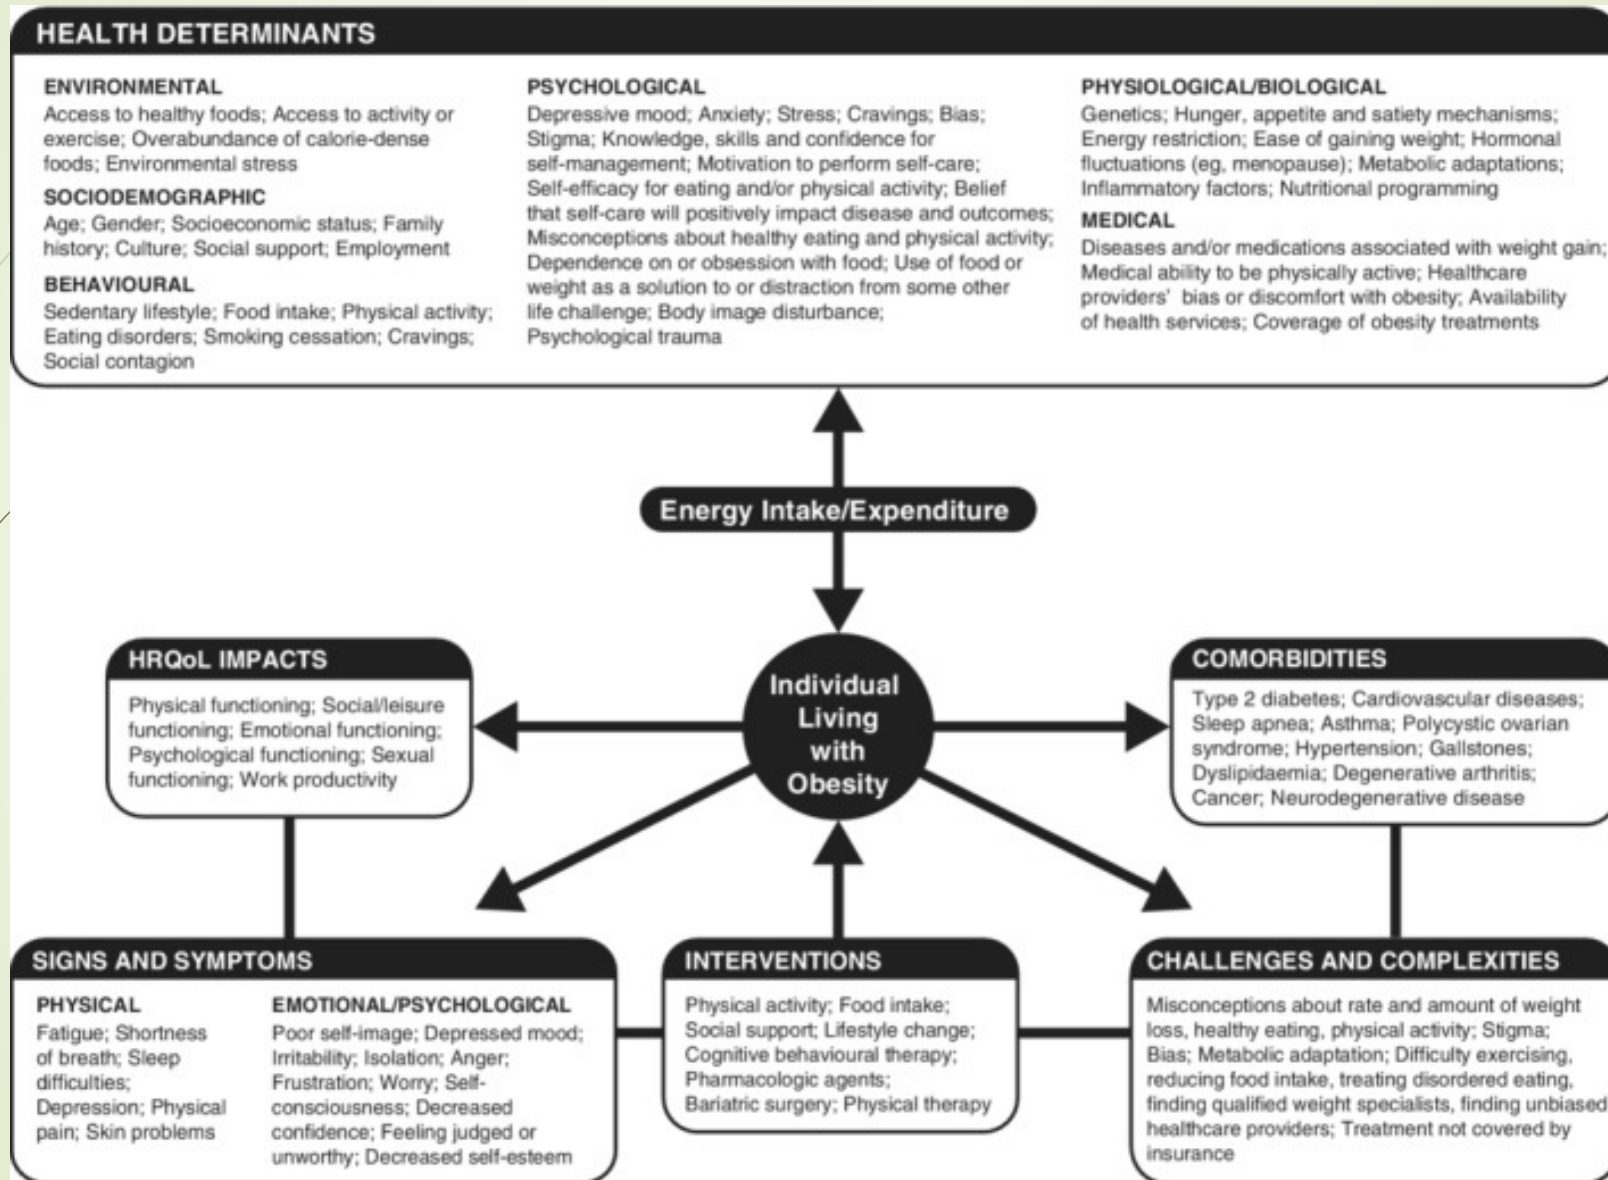 HEALTH DETERMINANTS
ENVIRONMENTAL
Access to healthy foods; Access to activity or
exercise; Overabundance of calorie-dense
foods; Environmental stress
SOCIODEMOGRAPHIC
Age; Gender; Socioeconomic status; Family
history; Culture; Social support; Employment
BEHAVIOURAL
Sedentary lifestyle; Food intake; Physical activity;
Eating disorders; Smoking cessation; Cravings;
Social contagion
PSYCHOLOGICAL
Depressive mood; Anxiety; Stress; Cravings; Bias;
Stigma; Knowledge, skills and confidence for
self-management; Motivation to perform self-care;
Self-efficacy for eating and/or physical activity; Belief
that self-care will positively impact disease and outcomes;
Misconceptions about healthy eating and physical activity;
Dependence on or obsession with food; Use of food or
weight as a solution to or distraction from some other
life challenge; Body image disturbance;
Psychological trauma
PHYSIOLOGICAL/BIOLOGICAL
Genetics; Hunger, appetite and satiety mechanisms;
Energy restriction; Ease of gaining weight; Hormonal
fluctuations (eg, menopause); Metabolic adaptations;
Inflammatory factors; Nutritional programming
MEDICAL
Diseases and/or medications associated with weight gain;
Medical ability to be physically active; Healthcare
providers' bias or discomfort with obesity; Availability
of health services; Coverage of obesity treatments
Energy Intake/Expenditure
Individual
Living
with
Obesity
HRQoL IMPACTS
Physical functioning; Social/leisure
functioning; Emotional functioning;
Psychological functioning; Sexual
functioning; Work productivity
COMORBIDITIES
Type 2 diabetes; Cardiovascular diseases;
Sleep apnea; Asthma; Polycystic ovarian
syndrome; Hypertension; Gallstones;
Dyslipidaemia; Degenerative arthritis;
Cancer; Neurodegenerative disease
SIGNS AND SYMPTOMS
PHYSICAL
Fatigue; Shortness
of breath; Sleep
difficulties;
Depression; Physical
pain; Skin problems
EMOTIONAL/PSYCHOLOGICAL
Poor self-image; Depressed mood;
Irritability; Isolation; Anger;
Frustration; Worry; Self-
consciousness; Decreased
confidence; Feeling judged or
unworthy; Decreased self-esteem
INTERVENTIONS
Physical activity; Food intake;
Social support; Lifestyle change;
Cognitive behavioural therapy;
Pharmacologic agents;
Bariatric surgery; Physical therapy
CHALLENGES AND COMPLEXITIES
Misconceptions about rate and amount of weight
loss, healthy eating, physical activity; Stigma;
Bias; Metabolic adaptation; Difficulty exercising,
reducing food intake, treating disordered eating,
finding qualified weight specialists, finding unbiased
healthcare providers; Treatment not covered by
insurance